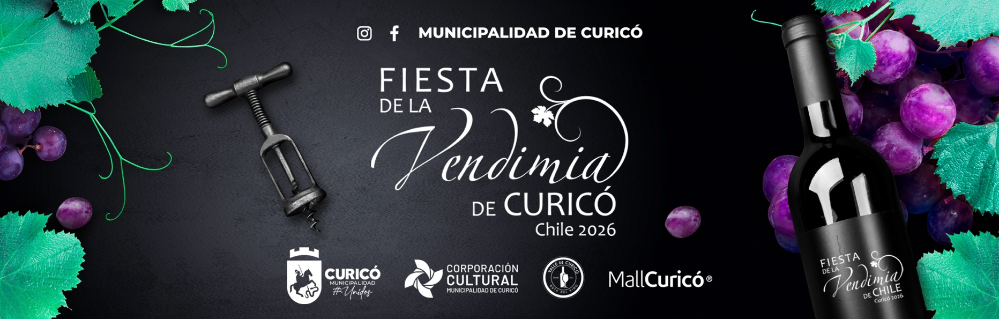 MUNICIPALIDAD DE CURICÓ
FIESTA
DE LA
Vendimia
DE CURICÓ
Chile 2026
CURICÓ
MUNICIPALIDAD
#Unidos
CORPORACIÓN
CULTURAL
MUNICIPALIDAD DE CURICÓ
VALLE DE CURICÓ
RUTA DEL VINO
MallCuricó®
FIESTA
DE LA
Vendimia
DE CHILE
Curicó 2026